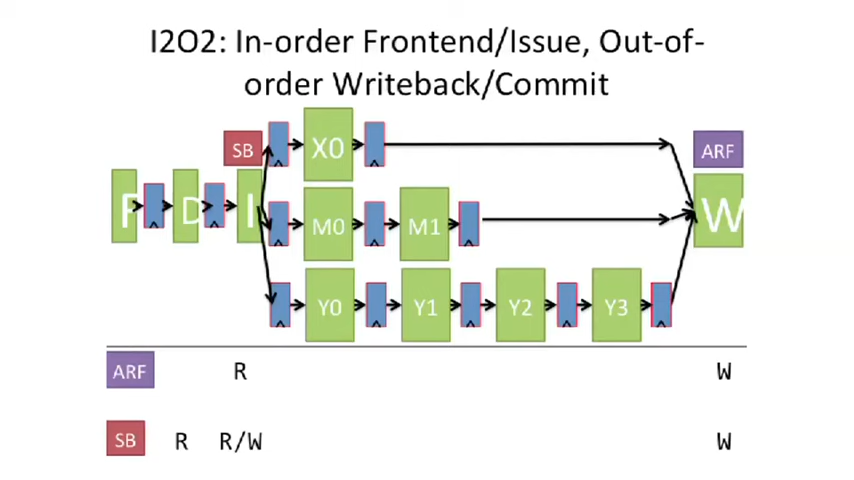 I2O2: In-order Frontend/Issue, Out-of-
order Writeback/Commit
SB X0 ARF
F D I M0 M1 W
Y0 Y1 Y2 Y3
ARF R W
SB R R/W W